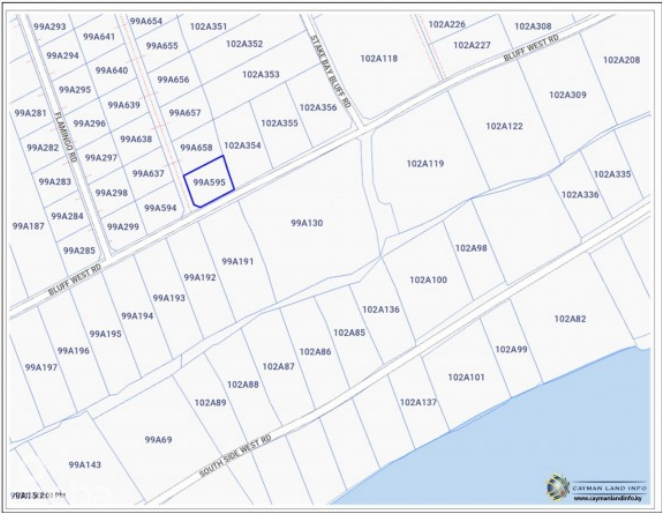 99A293
99A654
102A351
102A226
102A308
99A641
99A655
102A352
102A227
BLUFF WEST RD
99A294
102A118
102A208
99A640
99A656
102A353
STAKE BAY BLUFF RD
99A295
102A309
99A281
99A639
99A657
102A356
99A296
102A355
102A122
FLAMINGO RD
99A638
99A282
99A658
102A354
99A297
102A119
99A283
99A637
99A595
102A335
99A298
102A336
99A284
99A594
99A187
99A299
99A130
99A285
102A98
99A191
BLUFF WEST RD
99A192
102A100
99A193
102A136
99A194
102A82
99A195
102A85
99A196
102A86
102A99
99A197
102A87
102A88
102A101
102A89
102A137
99A69
SOUTH SIDE WEST RD
99A143
CAYMAN LAND INFO
www.caymanlandinfo.ky